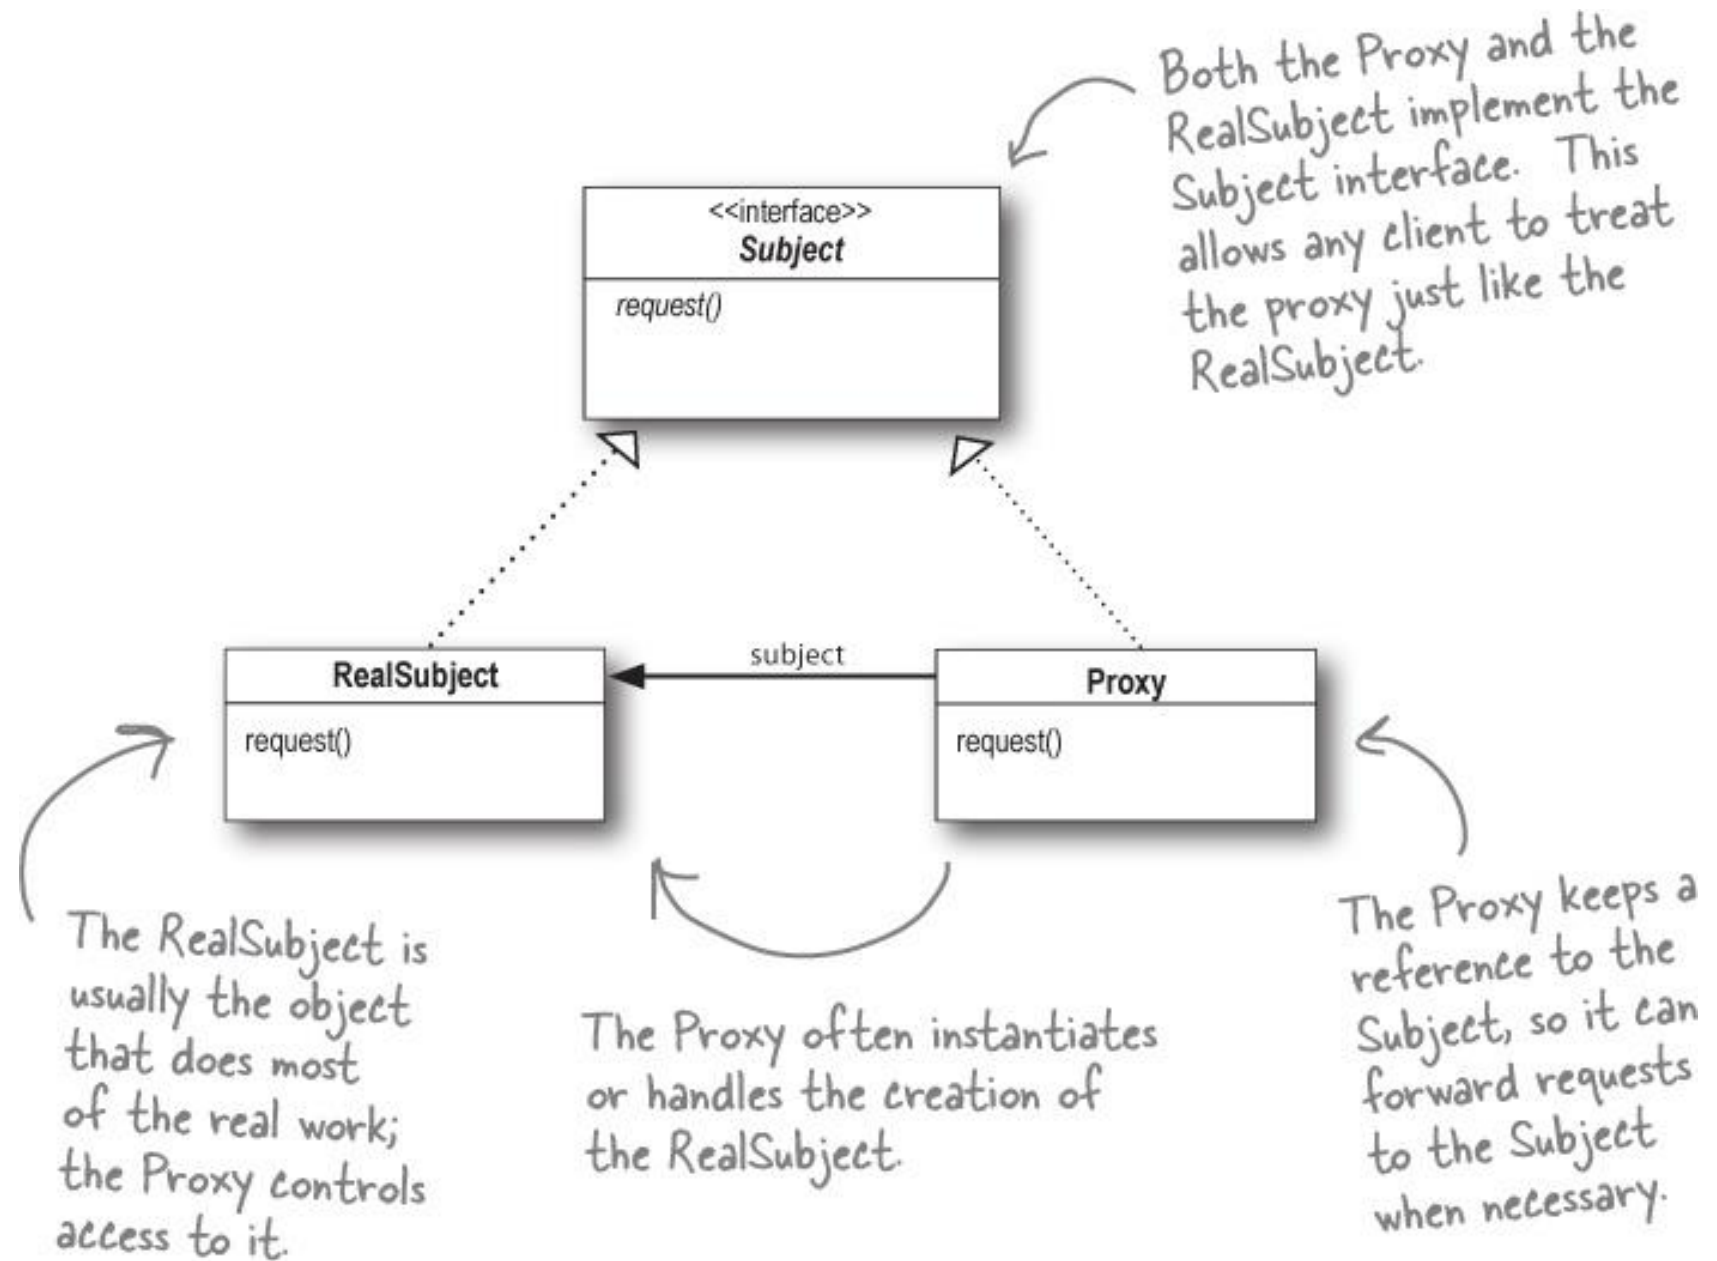 Both the Proxy and the
RealSubject implement the
Subject interface. This
allows any client to treat
the proxy just like the
RealSubject.
<<interface>>
Subject
request()
subject
RealSubject
request()
Proxy
request()
The RealSubject is
usually the object
that does most
of the real work;
the Proxy controls
access to it.
The Proxy often instantiates
or handles the creation of
the RealSubject.
The Proxy keeps a
reference to the
Subject, so it can
forward requests
to the Subject
when necessary.